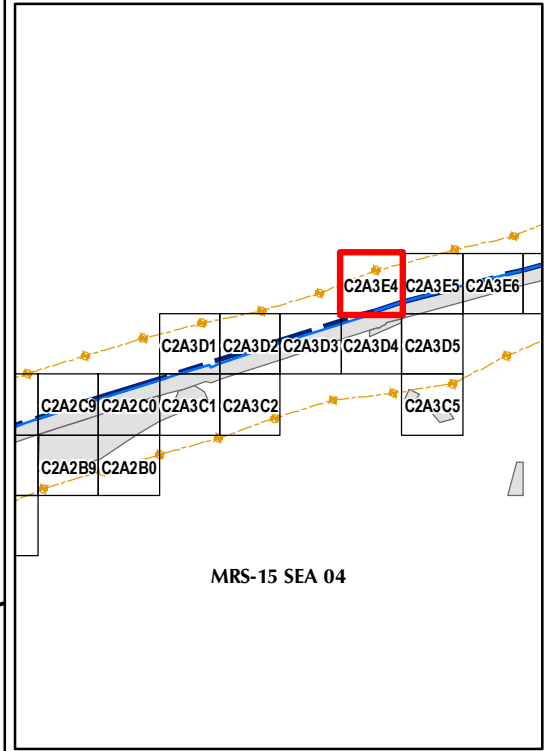 C2A3E4 C2A3E5 C2A3E6
C2A3D1 C2A3D2 C2A3D3 C2A3D4 C2A3D5
C2A2C9 C2A2C0 C2A3C1 C2A3C2 C2A3C5
C2A2B9 C2A2B0
MRS-15 SEA 04